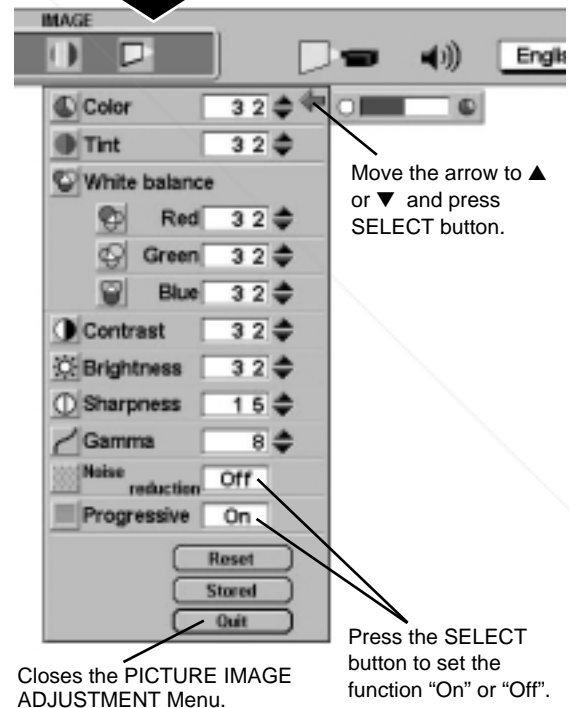 IMAGE
Englis
Color 3 2
Tint 3 2
Move the arrow to ▲
or ▼ and press
SELECT button.
White balance
Red 3 2
Green 3 2
Blue 3 2
Contrast 3 2
Brightness 3 2
Sharpness 1 5
Gamma 8
Noise
reduction Off
Progressive On
Reset
Stored
Quit
Press the SELECT
button to set the
function “On” or “Off”.
Closes the PICTURE IMAGE
ADJUSTMENT Menu.